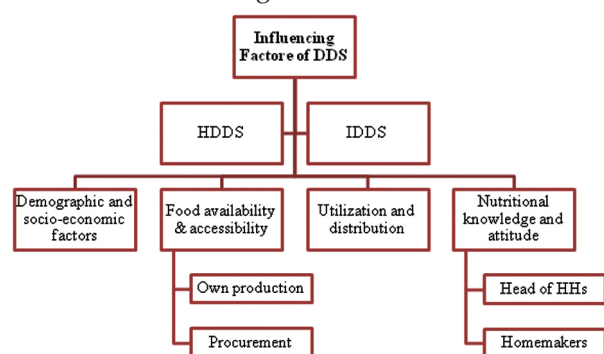 Influencing
Factore of DDS
HDDS
IDDS
Demographic and
socio-economic
factors
Food availability
& accessibility
Utilization and
distribution
Nutritional
knowledge and
attitude
Own production
Procurement
Head of HHs
Homemakers